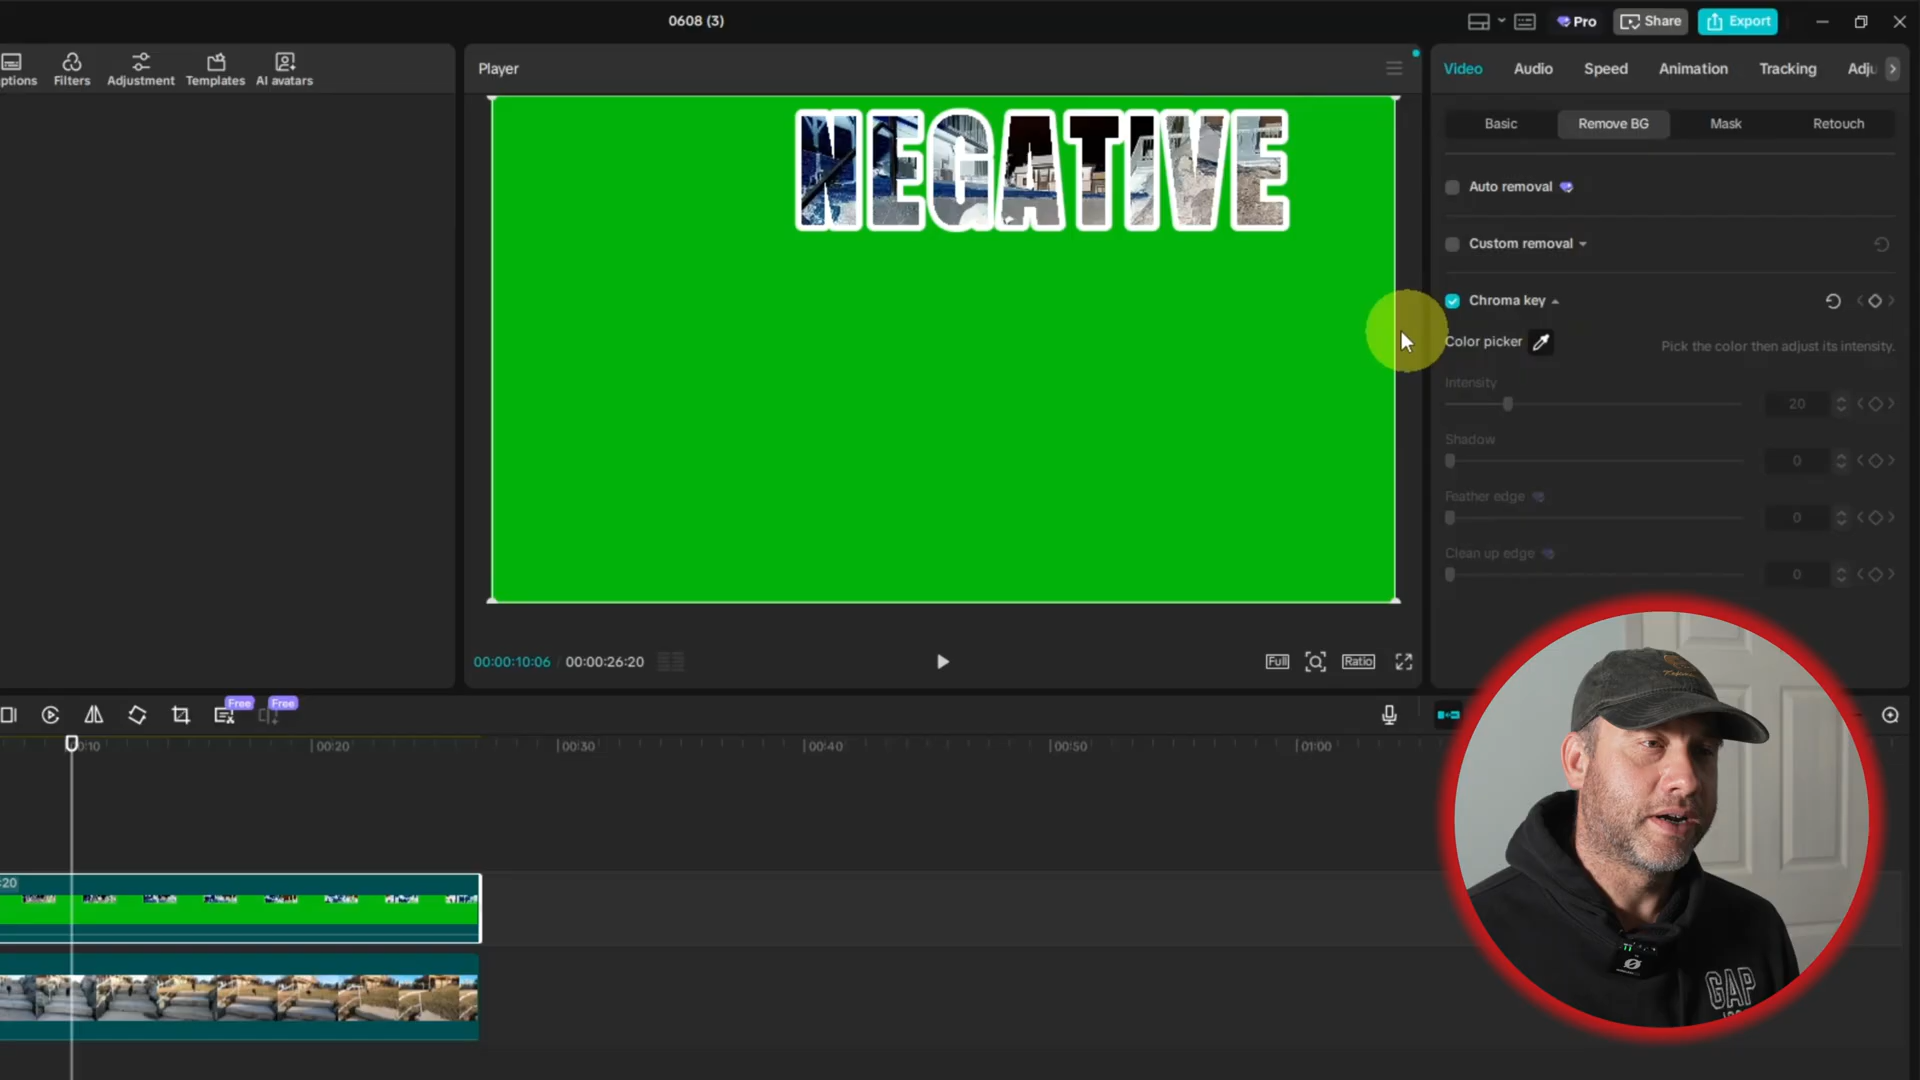 0608 (3)
Pro
Share
Export
ptions
Filters
Adjustment
Templates
AI avatars
Player
Video
Audio
Speed
Animation
Tracking
Adju
Basic
Remove BG
Mask
Retouch
NEGATIVE
Auto removal
Custom removal
Chroma key
Color picker
Pick the color then adjust its intensity.
Intensity
20
Shadow
0
Feather edge
0
Clean up edge
0
00:00:10:06
00:00:26:20
Full
Ratio
Free
Free
00:10
00:20
00:30
00:40
00:50
01:00
:20
GAP